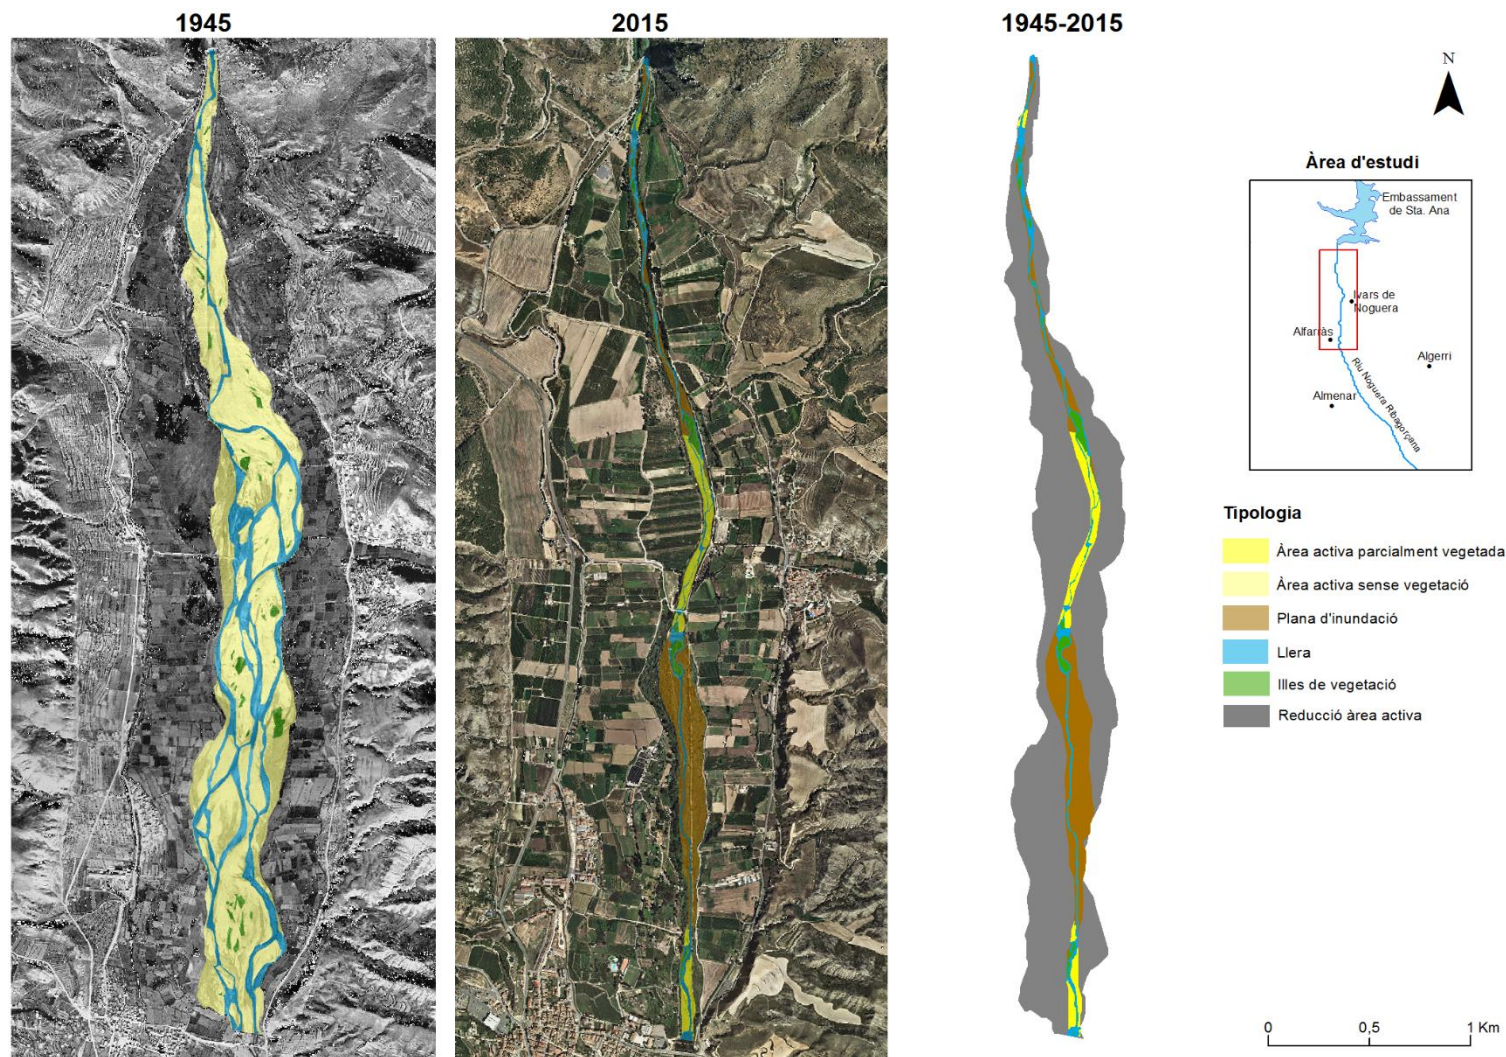 1945
2015
1945-2015
N
Àrea d'estudi
Embassament
de Sta. Ana
Ivars de
Noguera
Alfarràs
Algerri
Almenar
Riu Noguera Ribagorçana
Tipologia
Àrea activa parcialment vegetada
Àrea activa sense vegetació
Plana d'inundació
Llera
Illes de vegetació
Reducció àrea activa
0 0,5 1 Km